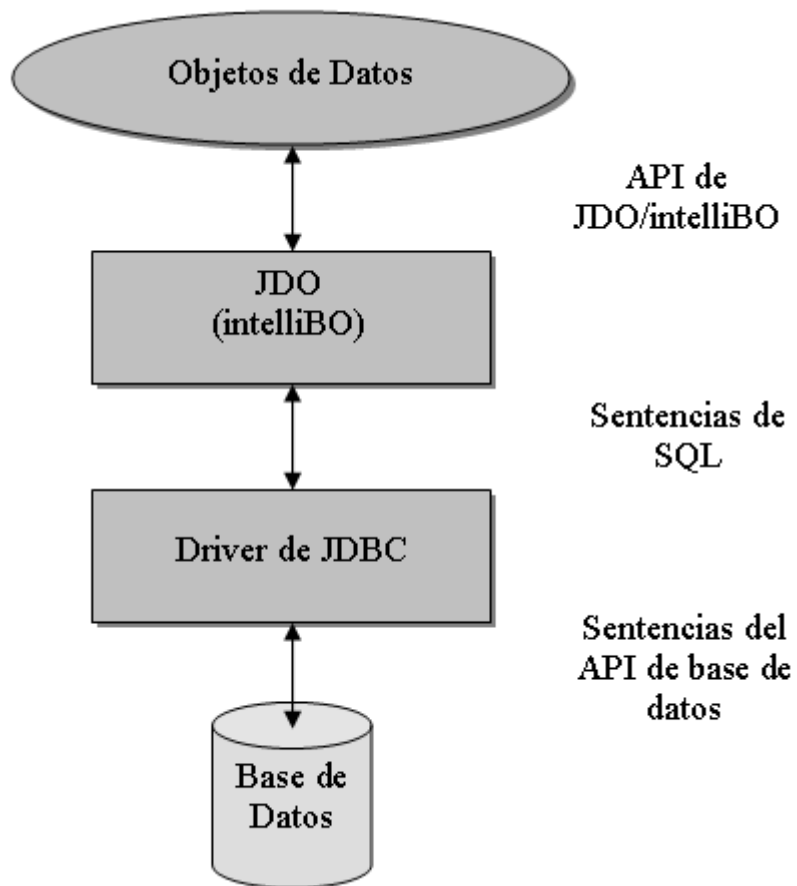 Objetos de Datos
API de
JDO/intelliBO
JDO
(intelliBO)
Sentencias de
SQL
Driver de JDBC
Sentencias del
API de base de
datos
Base de
Datos